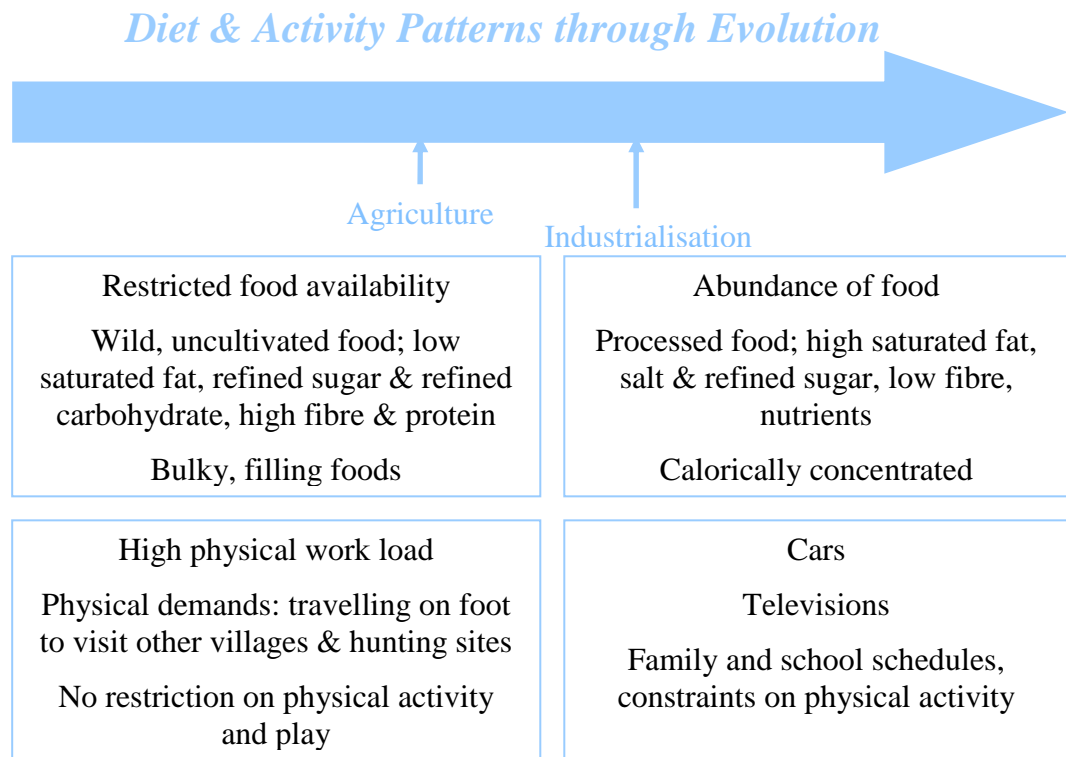 Diet & Activity Patterns through Evolution
Agriculture
Industrialisation
Restricted food availability
Wild, uncultivated food; low
saturated fat, refined sugar & refined
carbohydrate, high fibre & protein
Bulky, filling foods
Abundance of food
Processed food; high saturated fat,
salt & refined sugar, low fibre,
nutrients
Calorically concentrated
High physical work load
Physical demands: travelling on foot
to visit other villages & hunting sites
No restriction on physical activity
and play
Cars
Televisions
Family and school schedules,
constraints on physical activity